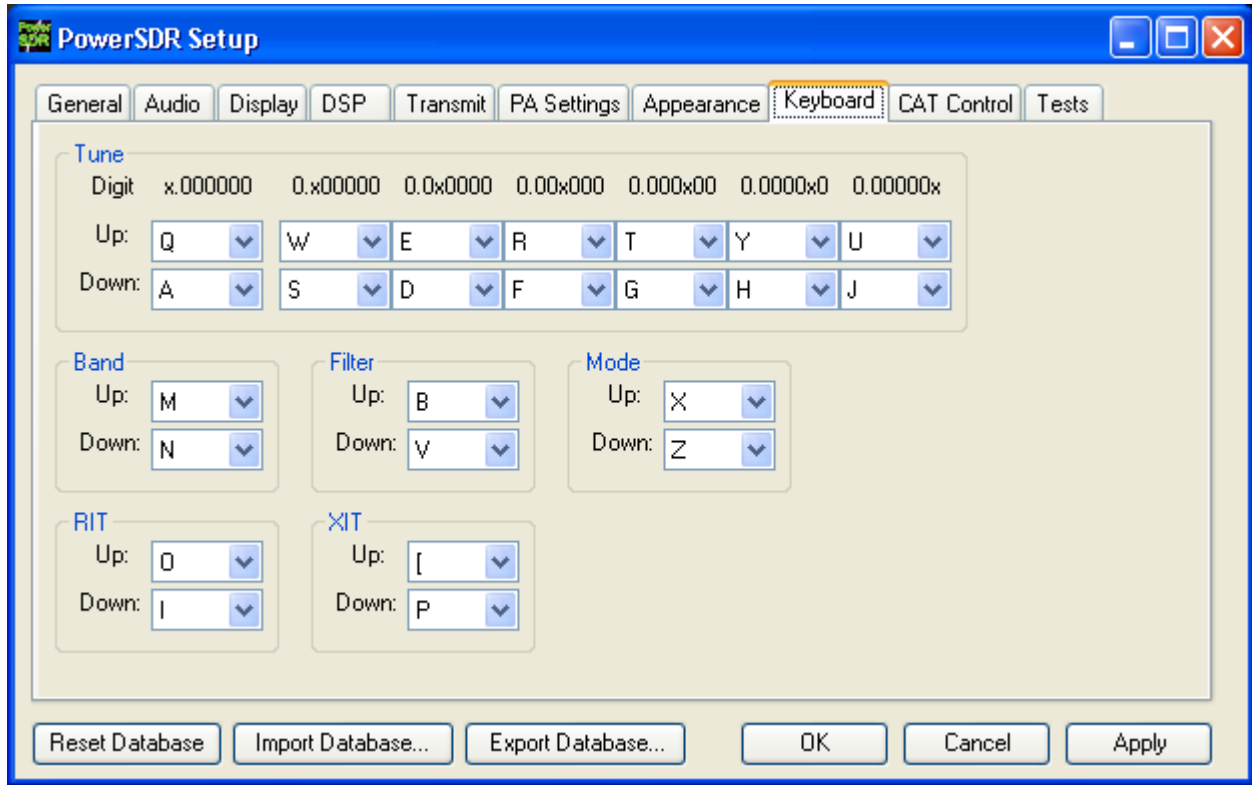 PowerSDR Setup
General Audio Display DSP Transmit PA Settings Appearance Keyboard CAT Control Tests
Tune
Digit x.000000 0.x00000 0.0x0000 0.00x000 0.000x00 0.0000x0 0.00000x
Up: Q W E R T Y U
Down: A S D F G H J
Band Filter Mode
Up: M Up: B Up: X
Down: N Down: V Down: Z
RIT XIT
Up: O Up: [
Down: I Down: P
Reset Database Import Database... Export Database... OK Cancel Apply